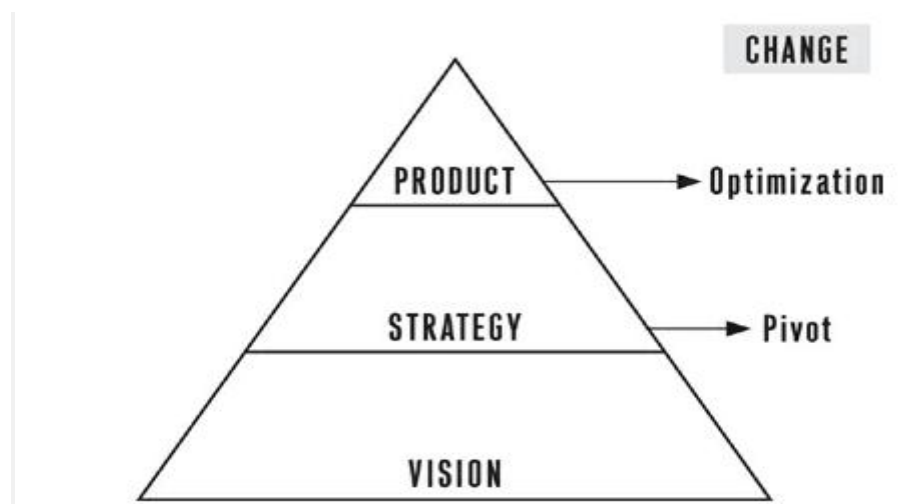 CHANGE
PRODUCT
Optimization
STRATEGY
Pivot
VISION